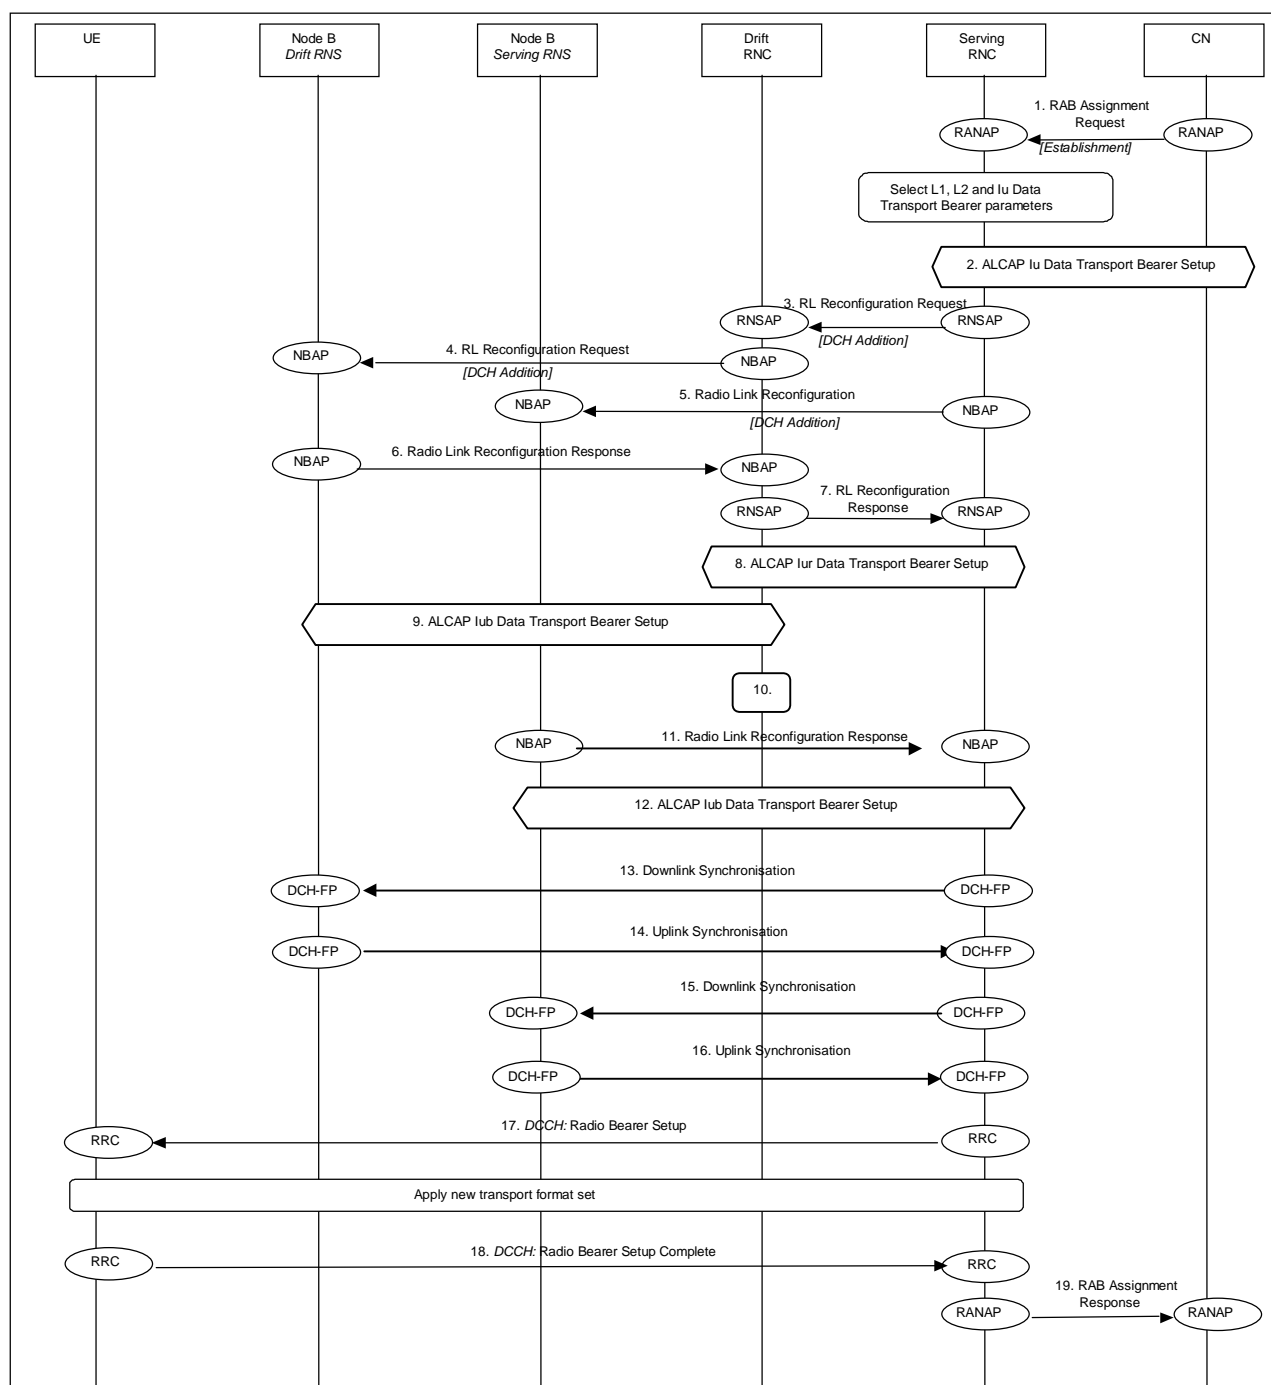 UE
Node B
Drift RNS
Node B
Serving RNS
Drift
RNC
Serving
RNC
CN
1. RAB Assignment
Request
RANAP
RANAP
[Establishment]
Select L1, L2 and Iu Data
Transport Bearer parameters
2. ALCAP Iu Data Transport Bearer Setup
3. RL Reconfiguration Request
RNSAP
RNSAP
[DCH Addition]
4. RL Reconfiguration Request
NBAP
NBAP
[DCH Addition]
5. Radio Link Reconfiguration
NBAP
NBAP
[DCH Addition]
6. Radio Link Reconfiguration Response
NBAP
NBAP
7. RL Reconfiguration
Response
RNSAP
RNSAP
8. ALCAP Iur Data Transport Bearer Setup
9. ALCAP Iub Data Transport Bearer Setup
10.
11. Radio Link Reconfiguration Response
NBAP
NBAP
12. ALCAP Iub Data Transport Bearer Setup
13. Downlink Synchronisation
DCH-FP
DCH-FP
14. Uplink Synchronisation
DCH-FP
DCH-FP
15. Downlink Synchronisation
DCH-FP
DCH-FP
16. Uplink Synchronisation
DCH-FP
DCH-FP
17. DCCH: Radio Bearer Setup
RRC
RRC
Apply new transport format set
18. DCCH: Radio Bearer Setup Complete
RRC
RRC
19. RAB Assignment
Response
RANAP
RANAP